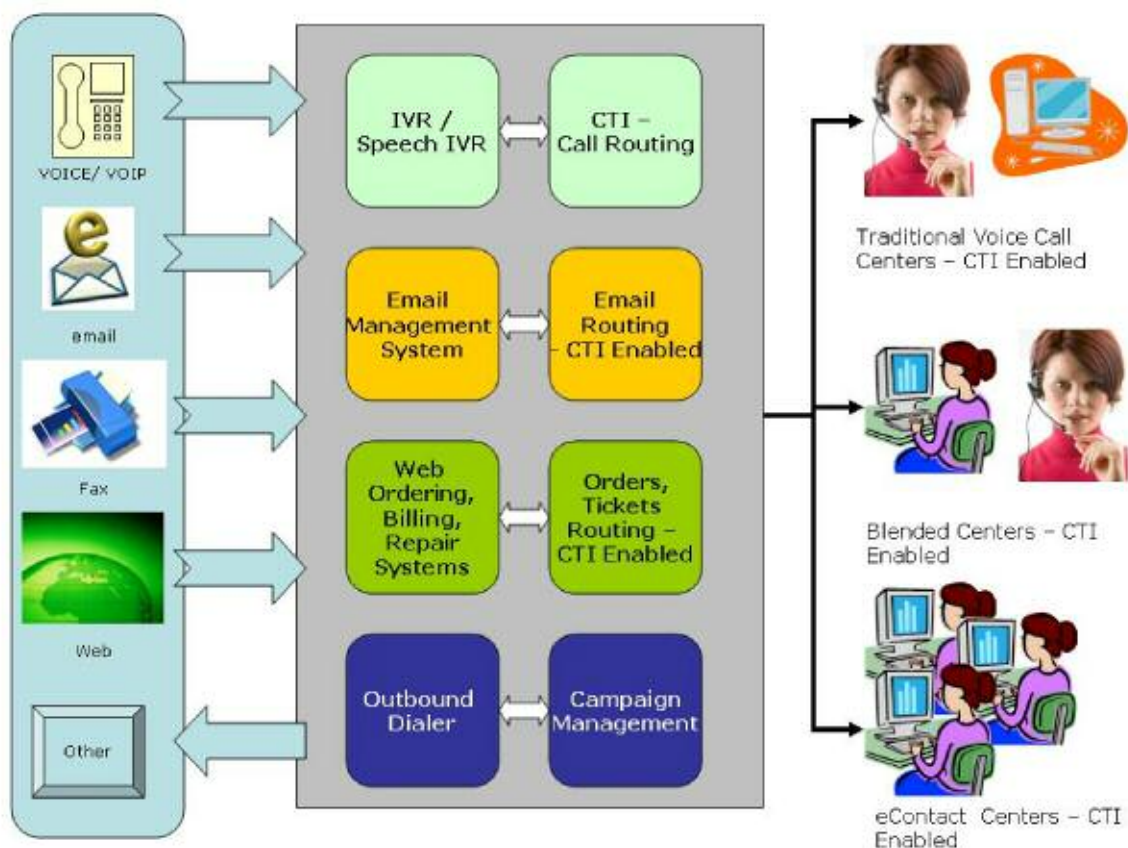 VOICE/ VOIP
email
Fax
Web
Other
IVR /
Speech IVR
CTI –
Call Routing
Email
Management
System
Email
Routing
– CTI Enabled
Web
Ordering,
Billing,
Repair
Systems
Orders,
Tickets
Routing –
CTI Enabled
Outbound
Dialer
Campaign
Management
Traditional Voice Call
Centers – CTI Enabled
Blended Centers – CTI
Enabled
eContact Centers – CTI
Enabled